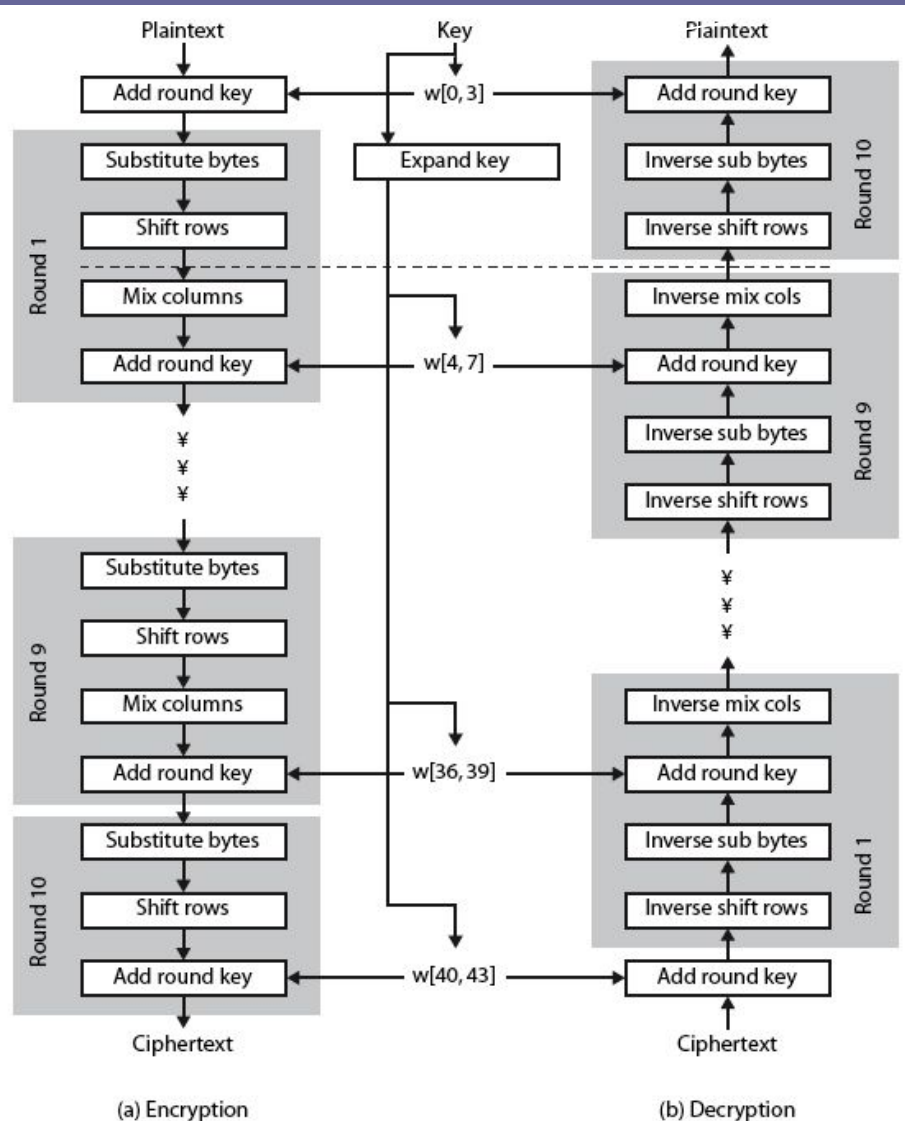 Plaintext
Key
Piaintext
Add round key
w[0, 3]
Add round key
Substitute bytes
Expand key
Inverse sub bytes
Round 1
Round 10
Shift rows
Inverse shift rows
Mix columns
Inverse mix cols
Add round key
w[4, 7]
Add round key
¥
¥
¥
Inverse sub bytes
Round 9
Inverse shift rows
Substitute bytes
¥
¥
¥
Round 9
Shift rows
Mix columns
Inverse mix cols
Add round key
w[36, 39]
Add round key
Substitute bytes
Inverse sub bytes
Round 10
Round 1
Shift rows
Inverse shift rows
Add round key
w[40, 43]
Add round key
Ciphertext
Ciphertext
(a) Encryption
(b) Decryption